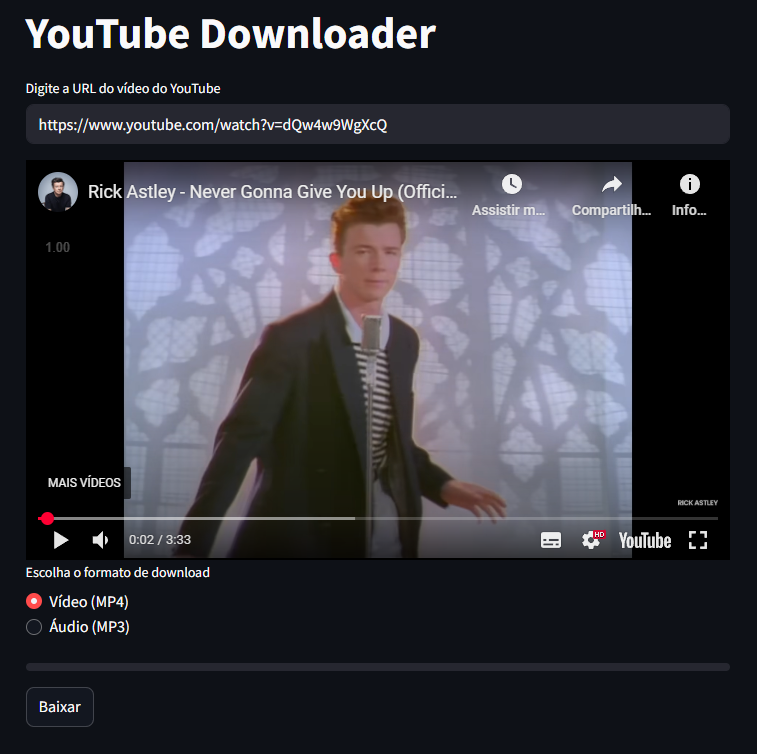 YouTube Downloader
Digite a URL do vídeo do YouTube
https://www.youtube.com/watch?v=dQw4w9WgXcQ
Rick Astley - Never Gonna Give You Up (Offici...
Assistir m...
Compartilh...
Info...
1.00
MAIS VÍDEOS
RICK ASTLEY
0:02 / 3:33
HD
YouTube
Escolha o formato de download
Vídeo (MP4)
Áudio (MP3)
Baixar